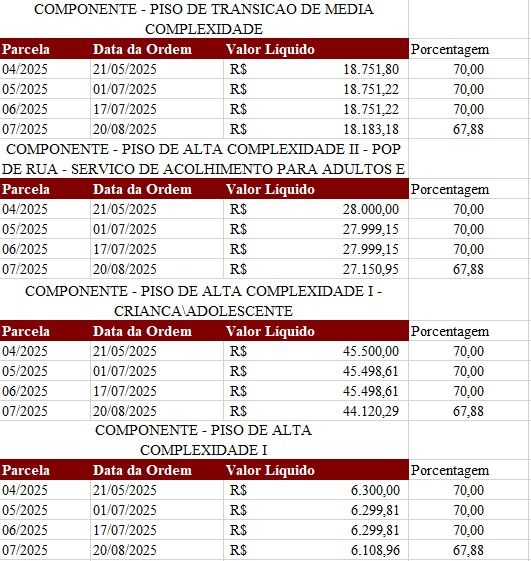 COMPONENTE - PISO DE TRANSICAO DE MEDIA
COMPLEXIDADE
Parcela Data da Ordem Valor Líquido Porcentagem
04/2025 21/05/2025 R$ 18.751,80 70,00
05/2025 01/07/2025 R$ 18.751,22 70,00
06/2025 17/07/2025 R$ 18.751,22 70,00
07/2025 20/08/2025 R$ 18.183,18 67,88
COMPONENTE - PISO DE ALTA COMPLEXIDADE II - POP
DE RUA - SERVICO DE ACOLHIMENTO PARA ADULTOS E
Parcela Data da Ordem Valor Líquido Porcentagem
04/2025 21/05/2025 R$ 28.000,00 70,00
05/2025 01/07/2025 R$ 27.999,15 70,00
06/2025 17/07/2025 R$ 27.999,15 70,00
07/2025 20/08/2025 R$ 27.150,95 67,88
COMPONENTE - PISO DE ALTA COMPLEXIDADE I -
CRIANCA\ADOLESCENTE
Parcela Data da Ordem Valor Líquido Porcentagem
04/2025 21/05/2025 R$ 45.500,00 70,00
05/2025 01/07/2025 R$ 45.498,61 70,00
06/2025 17/07/2025 R$ 45.498,61 70,00
07/2025 20/08/2025 R$ 44.120,29 67,88
COMPONENTE - PISO DE ALTA
COMPLEXIDADE I
Parcela Data da Ordem Valor Líquido Porcentagem
04/2025 21/05/2025 R$ 6.300,00 70,00
05/2025 01/07/2025 R$ 6.299,81 70,00
06/2025 17/07/2025 R$ 6.299,81 70,00
07/2025 20/08/2025 R$ 6.108,96 67,88